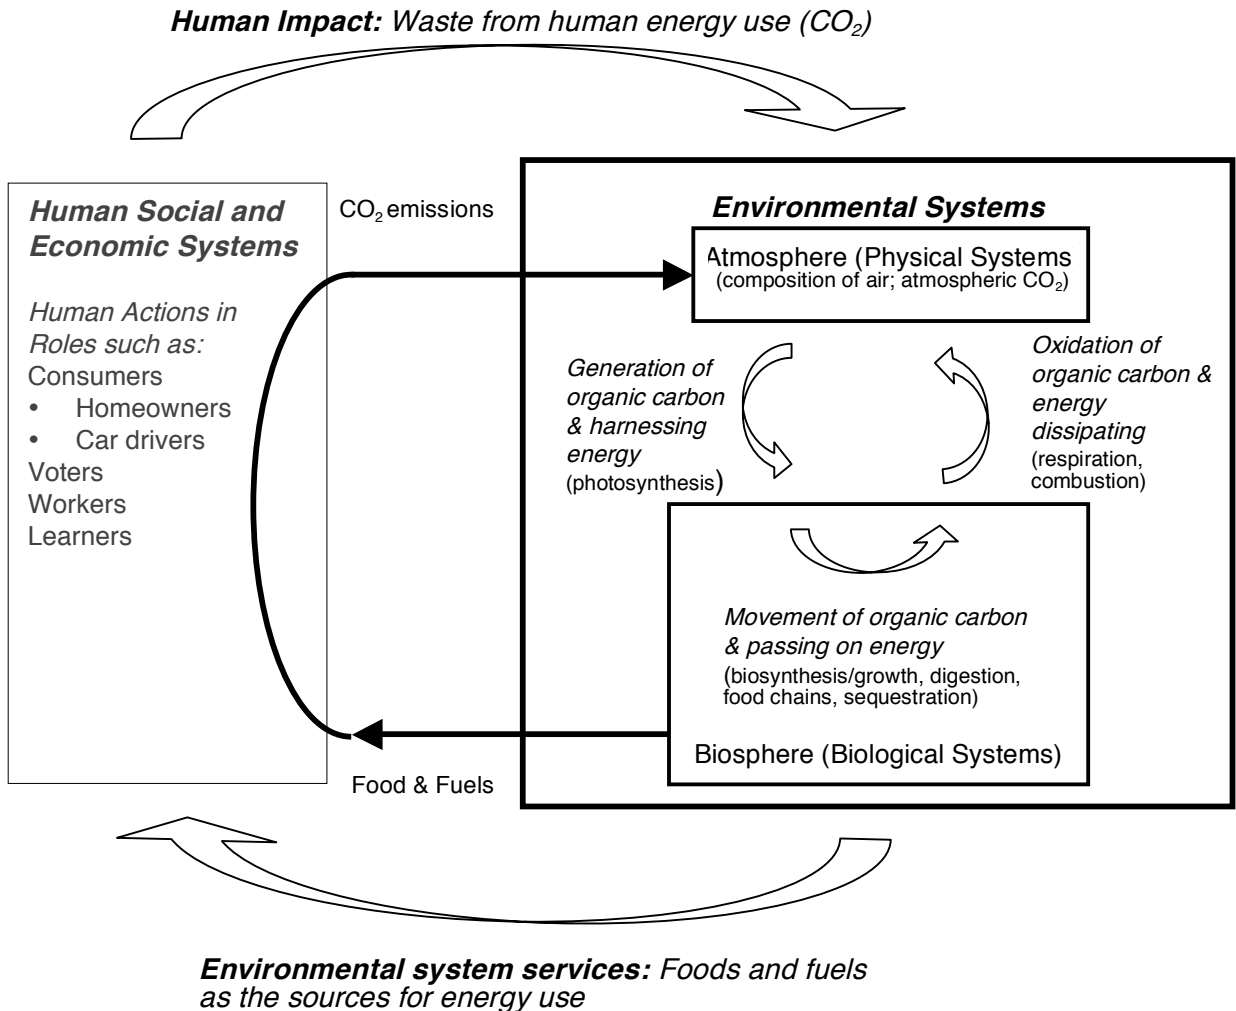 Human Impact: Waste from human energy use (CO₂)
Human Social and
Economic Systems
Human Actions in
Roles such as:
Consumers
• Homeowners
• Car drivers
Voters
Workers
Learners
CO₂ emissions
Environmental Systems
Atmosphere (Physical Systems
(composition of air; atmospheric CO₂)
Generation of
organic carbon
& harnessing
energy
(photosynthesis)
Oxidation of
organic carbon &
energy
dissipating
(respiration,
combustion)
Movement of organic carbon
& passing on energy
(biosynthesis/growth, digestion,
food chains, sequestration)
Biosphere (Biological Systems)
Food & Fuels
Environmental system services: Foods and fuels
as the sources for energy use